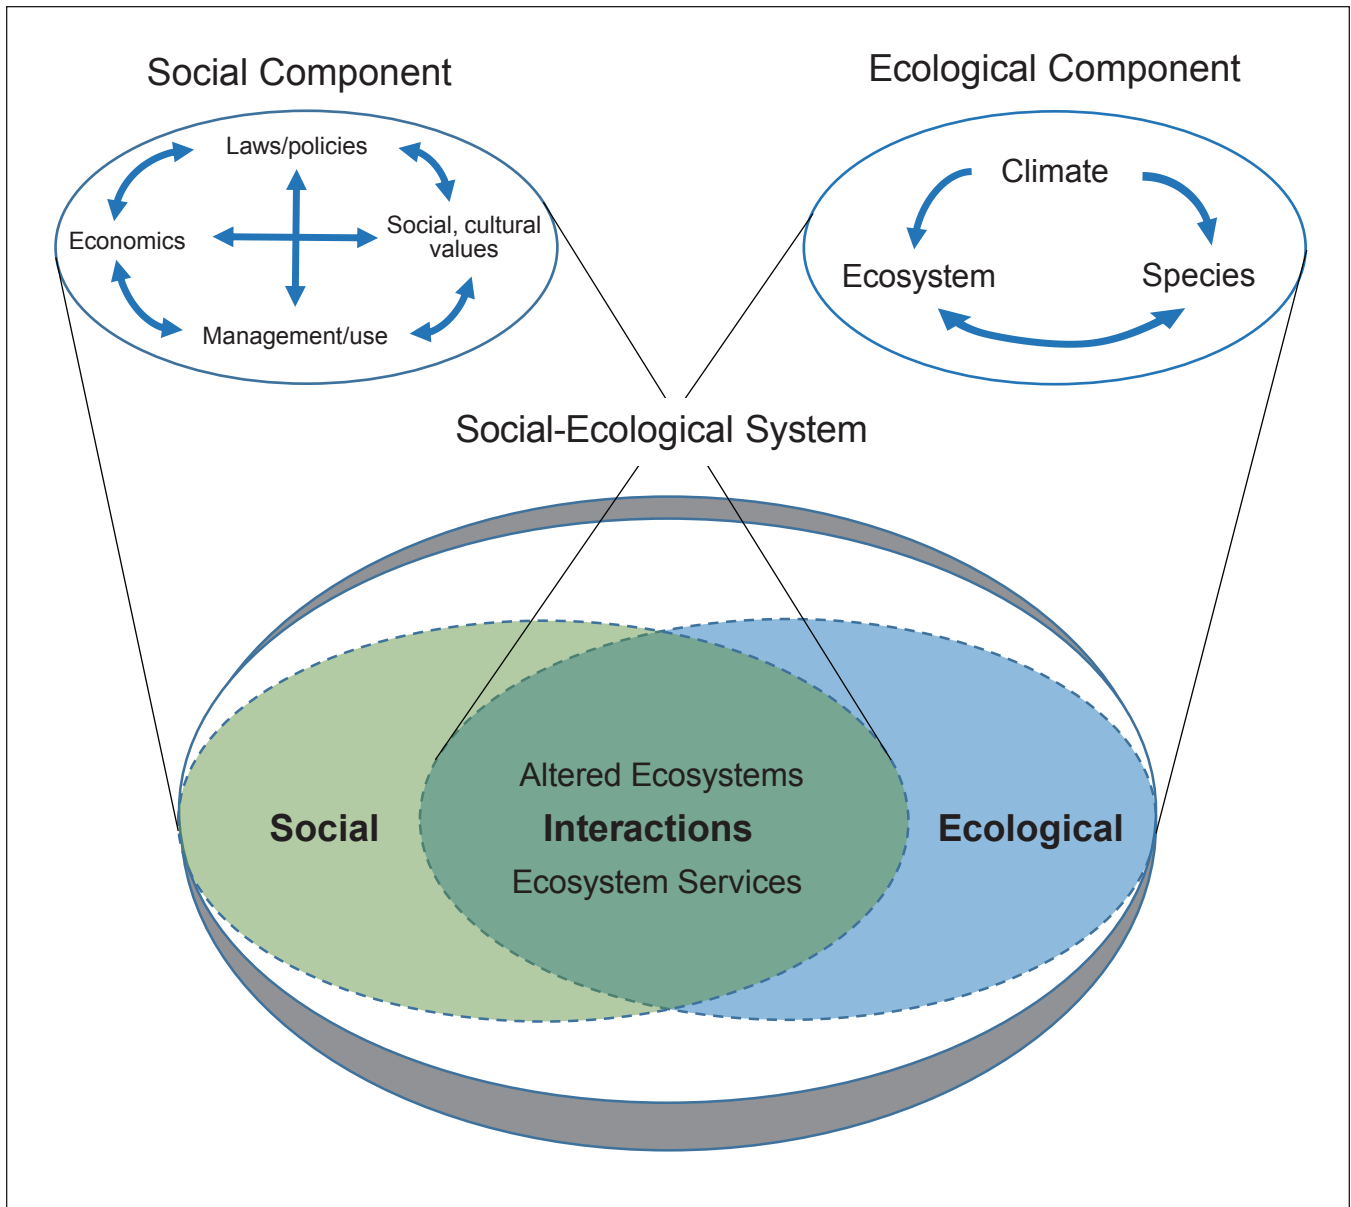 Social Component
Ecological Component
Laws/policies
Economics
Social, cultural
values
Management/use
Climate
Ecosystem
Species
Social-Ecological System
Altered Ecosystems
Social
Interactions
Ecological
Ecosystem Services